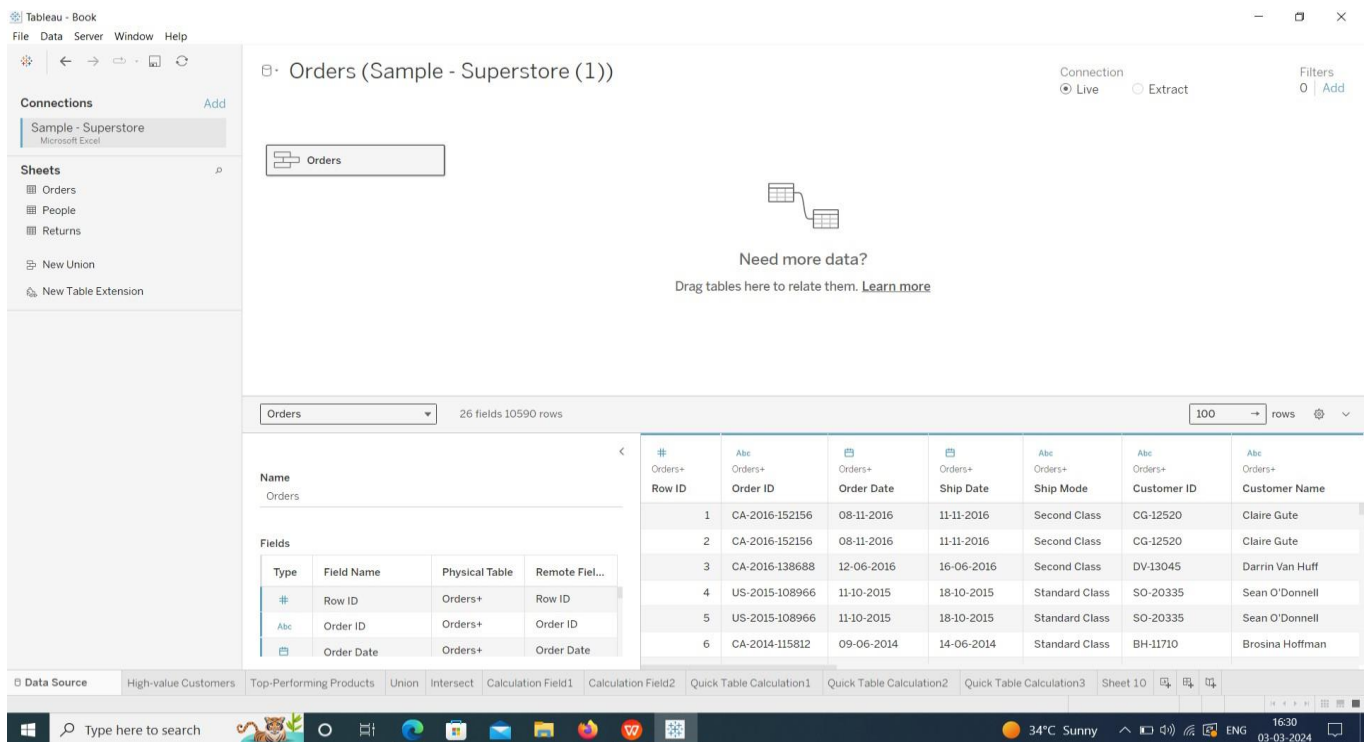 Tableau - Book
File Data Server Window Help
Connections Add
Sample - Superstore
Microsoft Excel
Sheets
Orders
People
Returns
New Union
New Table Extension
Orders (Sample - Superstore (1))
Connection
Live Extract
Filters
0 Add
Orders
Need more data?
Drag tables here to relate them. Learn more
Orders 26 fields 10590 rows 100 → rows
Name
Orders
Fields
Type Field Name Physical Table Remote Fiel...
# Row ID Orders+ Row ID
Abc Order ID Orders+ Order ID
Order Date Orders+ Order Date
# Abc Abc Abc Abc
Orders+ Orders+ Orders+ Orders+ Orders+ Orders+ Orders+
Row ID Order ID Order Date Ship Date Ship Mode Customer ID Customer Name
1 CA-2016-152156 08-11-2016 11-11-2016 Second Class CG-12520 Claire Gute
2 CA-2016-152156 08-11-2016 11-11-2016 Second Class CG-12520 Claire Gute
3 CA-2016-138688 12-06-2016 16-06-2016 Second Class DV-13045 Darrin Van Huff
4 US-2015-108966 11-10-2015 18-10-2015 Standard Class SO-20335 Sean O'Donnell
5 US-2015-108966 11-10-2015 18-10-2015 Standard Class SO-20335 Sean O'Donnell
6 CA-2014-115812 09-06-2014 14-06-2014 Standard Class BH-11710 Brosina Hoffman
Data Source High-value Customers Top-Performing Products Union Intersect Calculation Field1 Calculation Field2 Quick Table Calculation1 Quick Table Calculation2 Quick Table Calculation3 Sheet 10
Type here to search 34°C Sunny ENG 16:30
03-03-2024